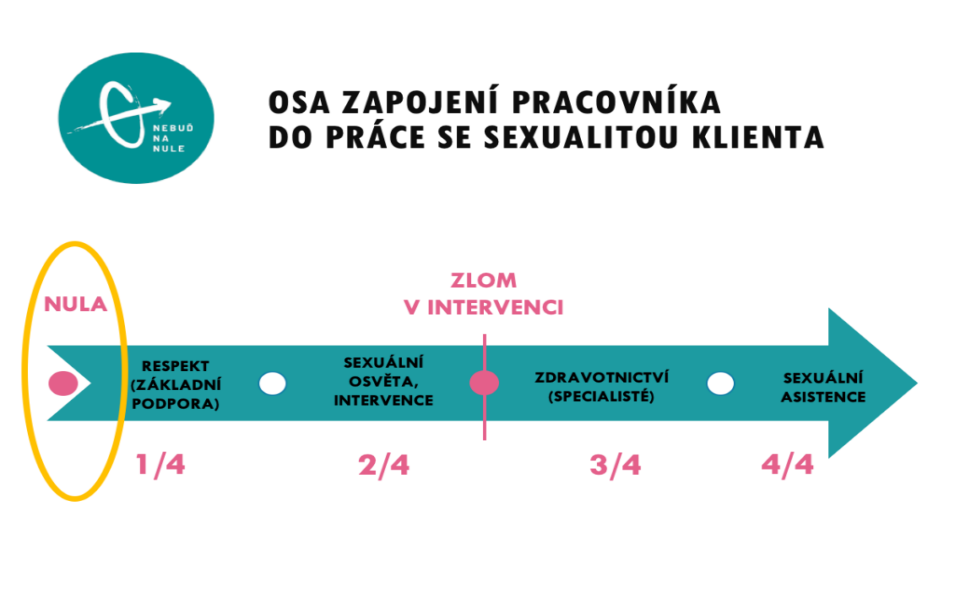 NEBUĎ
NA
NULE
OSA ZAPOJENÍ PRACOVNÍKA
DO PRÁCE SE SEXUALITOU KLIENTA
NULA
ZLOM
V INTERVENCI
RESPEKT
(ZÁKLADNÍ
PODPORA)
SEXUÁLNÍ
OSVĚTA,
INTERVENCE
ZDRAVOTNICTVÍ
(SPECIALISTÉ)
SEXUÁLNÍ
ASISTENCE
1/4
2/4
3/4
4/4